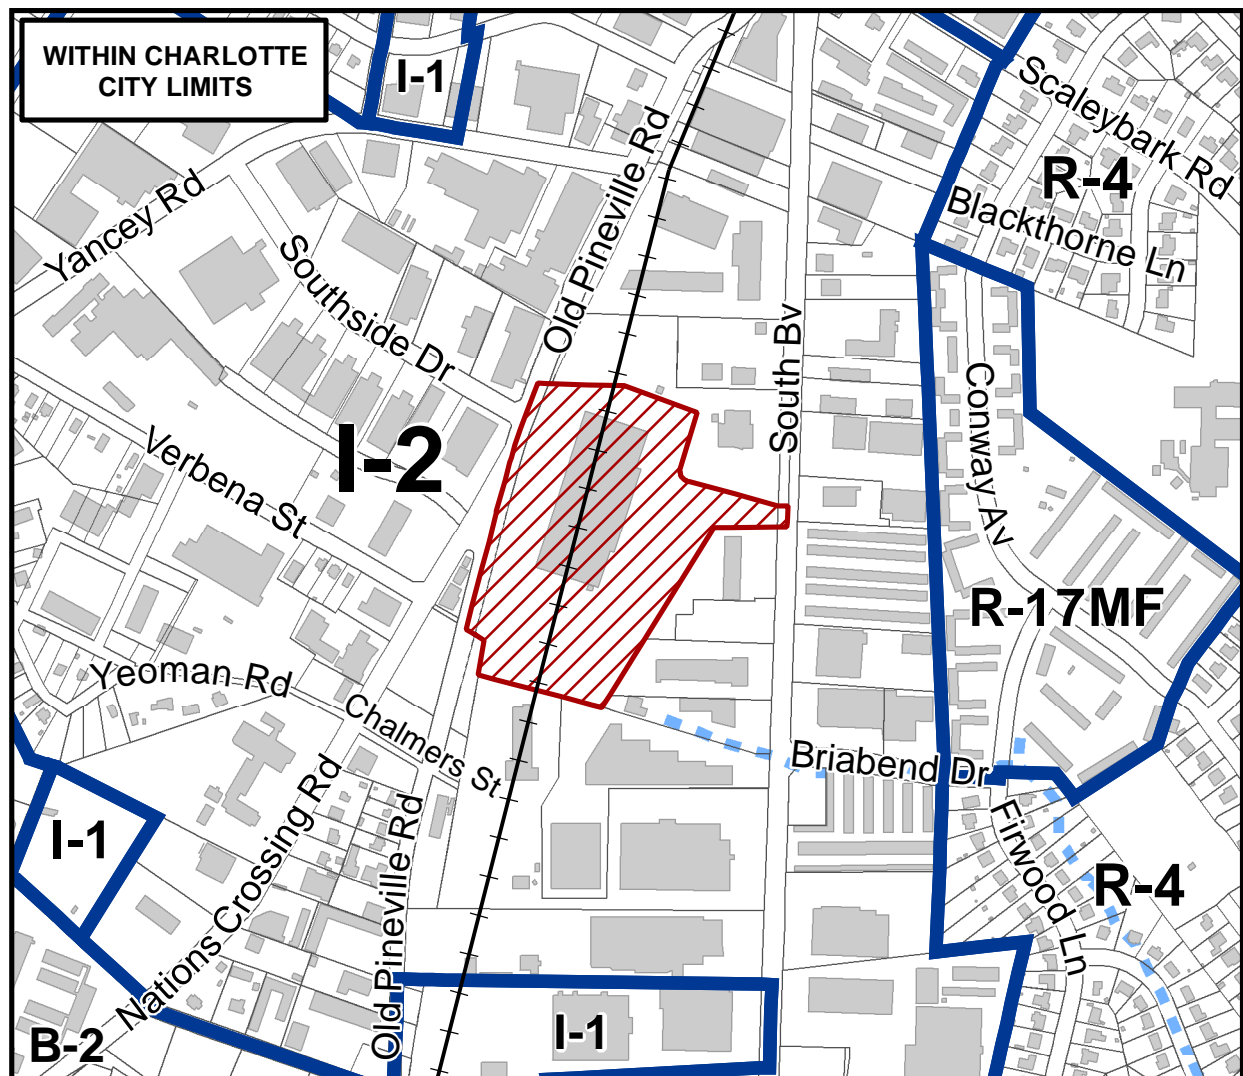 WITHIN CHARLOTTE
CITY LIMITS
I-1
Scaleybark Rd
R-4
Blackthorne Ln
Yancey Rd
Old Pineville Rd
Southside Dr
South Bv
Conway Av
I-2
Verbena St
R-17MF
Yeoman Rd
Chalmers St
Briabend Dr
Nations Crossing Rd
Old Pineville Rd
Firwood Ln
I-1
R-4
I-1
B-2